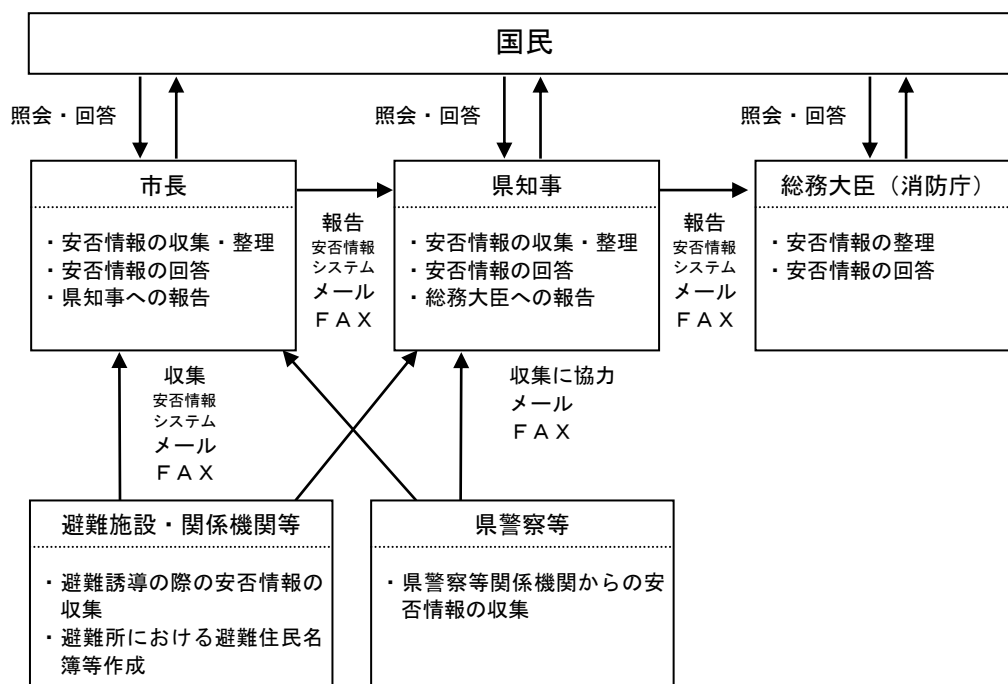 国民
照会・回答
照会・回答
照会・回答
市長
・安否情報の収集・整理
・安否情報の回答
・県知事への報告
報告
安否情報
システム
メール
ＦＡＸ
県知事
・安否情報の収集・整理
・安否情報の回答
・総務大臣への報告
報告
安否情報
システム
メール
ＦＡＸ
総務大臣（消防庁）
・安否情報の整理
・安否情報の回答
収集
安否情報
システム
メール
ＦＡＸ
収集に協力
メール
ＦＡＸ
避難施設・関係機関等
・避難誘導の際の安否情報の
収集
・避難所における避難住民名
簿等作成
県警察等
・県警察等関係機関からの安
否情報の収集